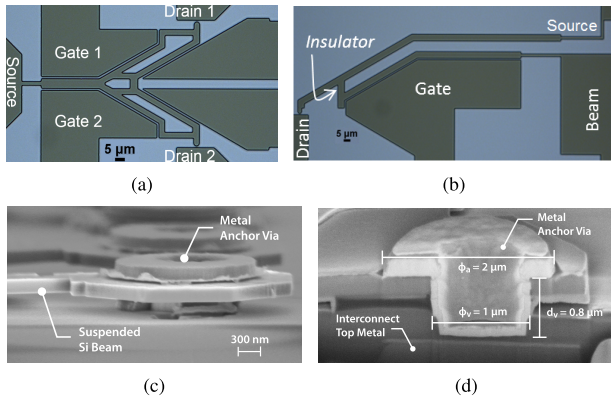 Drain 1
Gate 1
Source
Gate 2
5 μm
Drain 2
(a)
Source
Insulator
Gate
5 μm
Drain
Beam
(b)
Metal
Anchor Via
Suspended
Si Beam
300 nm
(c)
Metal
Anchor Via
ϕa = 2 μm
ϕv = 1 μm
dv = 0.8 μm
Interconnect
Top Metal
(d)